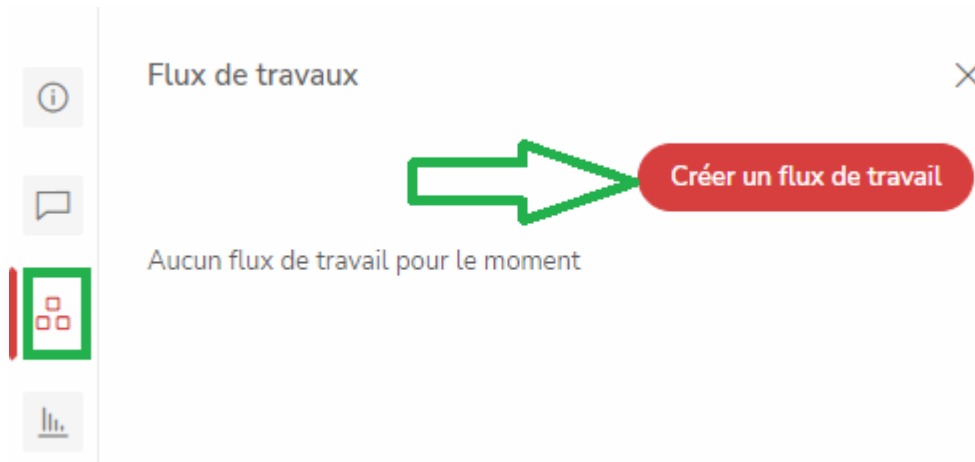 Flux de travaux
Créer un flux de travail
Aucun flux de travail pour le moment